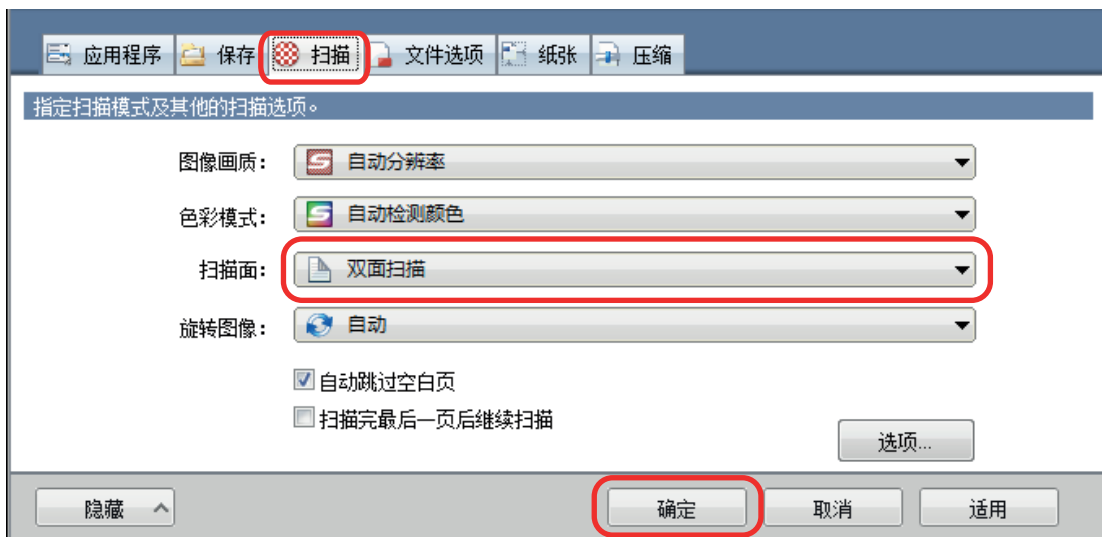 应用程序 保存 扫描 文件选项 纸张 压缩
指定扫描模式及其他的扫描选项。
图像画质： 自动分辨率
色彩模式： 自动检测颜色
扫描面： 双面扫描
旋转图像： 自动
自动跳过空白页
扫描完最后一页后继续扫描
选项...
隐藏 确定 取消 适用